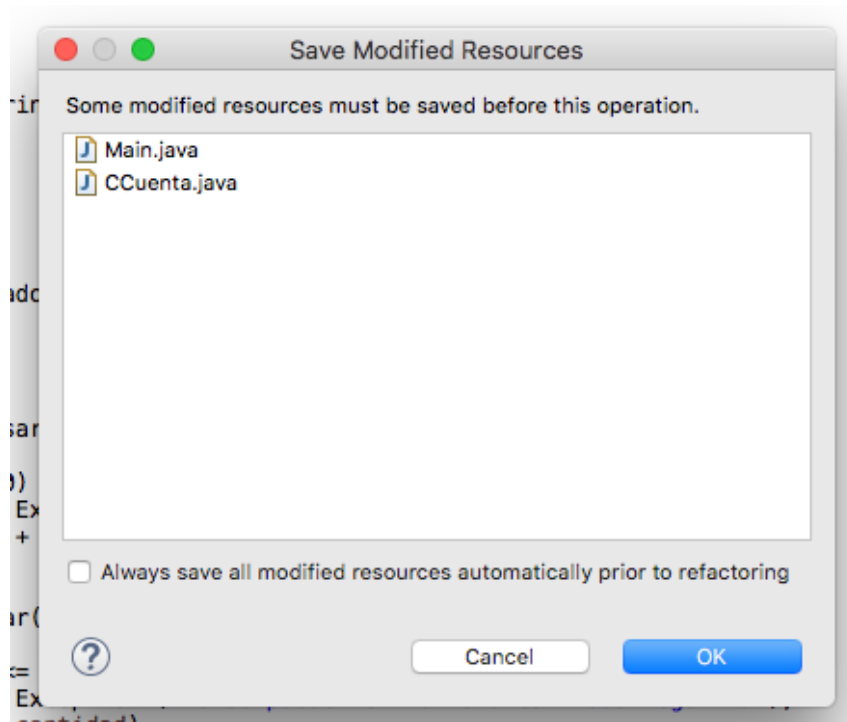 Save Modified Resources
Some modified resources must be saved before this operation.
Main.java
CCuenta.java
Always save all modified resources automatically prior to refactoring
?
Cancel
OK